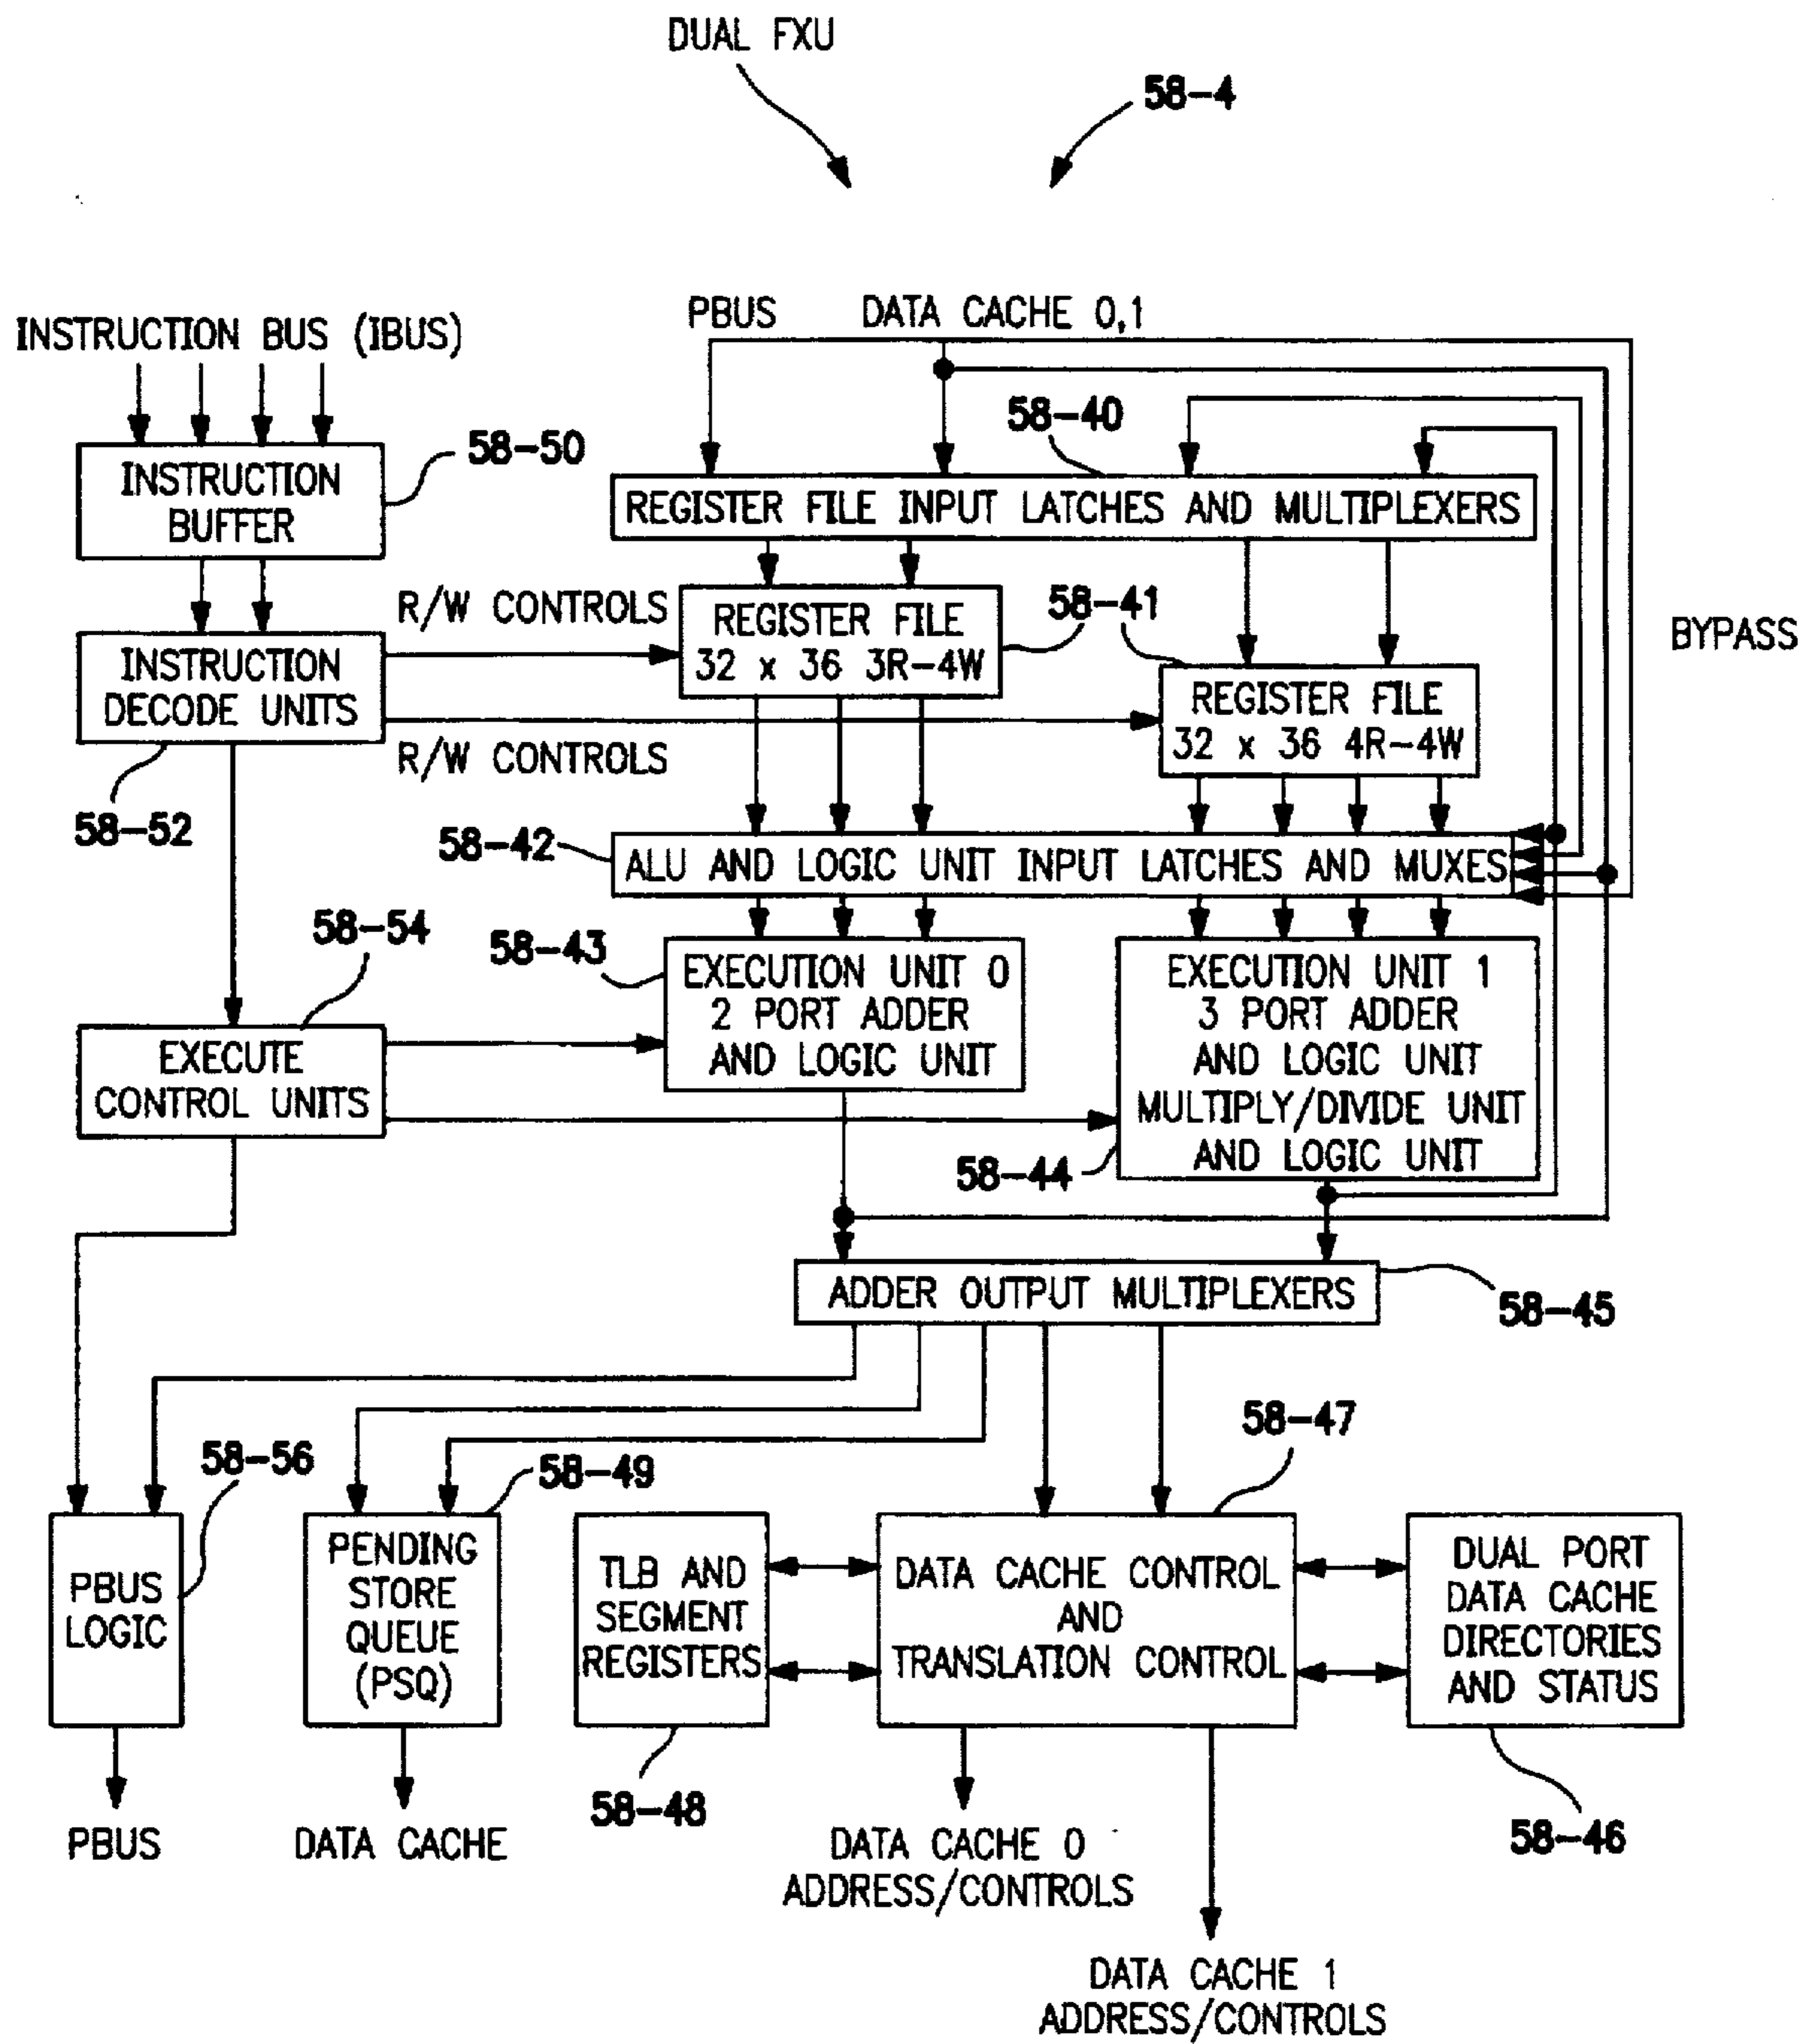 DUAL FXU
58-4
INSTRUCTION BUS (IBUS)
PBUS
DATA CACHE 0,1
58-40
58-50
INSTRUCTION
BUFFER
REGISTER FILE INPUT LATCHES AND MULTIPLEXERS
R/W CONTROLS
REGISTER FILE
32 x 36 3R-4W
58-41
BYPASS
INSTRUCTION
DECODE UNITS
REGISTER FILE
32 x 36 4R-4W
R/W CONTROLS
58-52
58-42
ALU AND LOGIC UNIT INPUT LATCHES AND MUXES
58-54
58-43
EXECUTION UNIT 0
2 PORT ADDER
AND LOGIC UNIT
EXECUTION UNIT 1
3 PORT ADDER
AND LOGIC UNIT
MULTIPLY/DIVIDE UNIT
AND LOGIC UNIT
EXECUTE
CONTROL UNITS
58-44
ADDER OUTPUT MULTIPLEXERS
58-45
58-47
58-56
58-49
PBUS
LOGIC
PENDING
STORE
QUEUE
(PSQ)
TLB AND
SEGMENT
REGISTERS
DATA CACHE CONTROL
AND
TRANSLATION CONTROL
DUAL PORT
DATA CACHE
DIRECTORIES
AND STATUS
58-48
58-46
PBUS
DATA CACHE
DATA CACHE 0
ADDRESS/CONTROLS
DATA CACHE 1
ADDRESS/CONTROLS